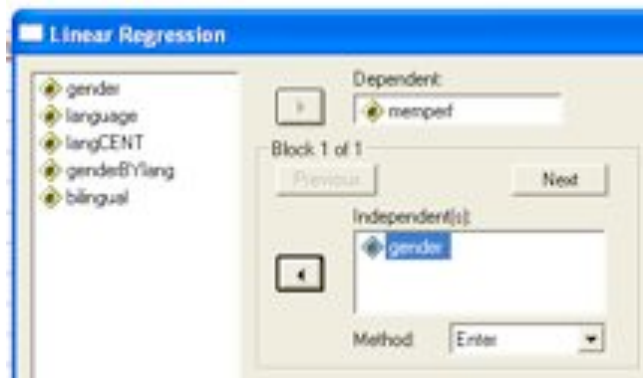 Linear Regression
gender
language
langCENT
genderBYlang
bilingual
Dependent:
memperf
Block 1 of 1
Previous
Next
Independent(s):
gender
Method:
Enter